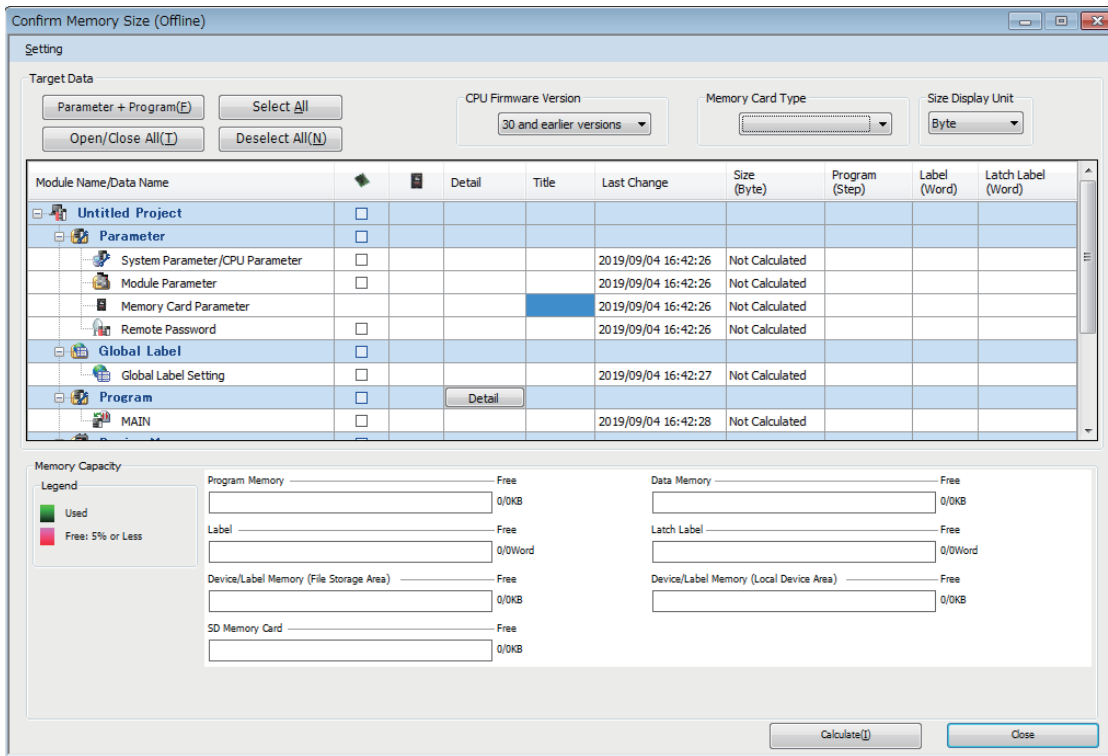 Confirm Memory Size (Offline)
Setting
Target Data
Parameter + Program(F)
Select All
Open/Close All(T)
Deselect All(N)
CPU Firmware Version
30 and earlier versions
Memory Card Type
Size Display Unit
Byte
Module Name/Data Name Detail Title Last Change Size (Byte) Program (Step) Label (Word) Latch Label (Word)
Untitled Project
Parameter
System Parameter/CPU Parameter 2019/09/04 16:42:26 Not Calculated
Module Parameter 2019/09/04 16:42:26 Not Calculated
Memory Card Parameter 2019/09/04 16:42:26 Not Calculated
Remote Password 2019/09/04 16:42:26 Not Calculated
Global Label
Global Label Setting 2019/09/04 16:42:27 Not Calculated
Program Detail
MAIN 2019/09/04 16:42:28 Not Calculated
Memory Capacity
Legend
Used
Free: 5% or Less
Program Memory Free
0/0KB
Data Memory Free
0/0KB
Label Free
0/0Word
Latch Label Free
0/0Word
Device/Label Memory (File Storage Area) Free
0/0KB
Device/Label Memory (Local Device Area) Free
0/0KB
SD Memory Card Free
0/0KB
Calculate(I)
Close